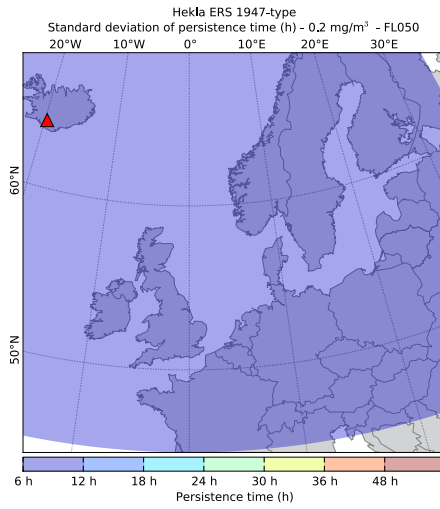 Hekla ERS 1947-type
Standard deviation of persistence time (h) - 0.2 mg/m³ - FL050
20°W 10°W 0°E 10°E 20°E 30°E
60°N
50°N
6 h 12 h 18 h 24 h 30 h 36 h 48 h
Persistence time (h)